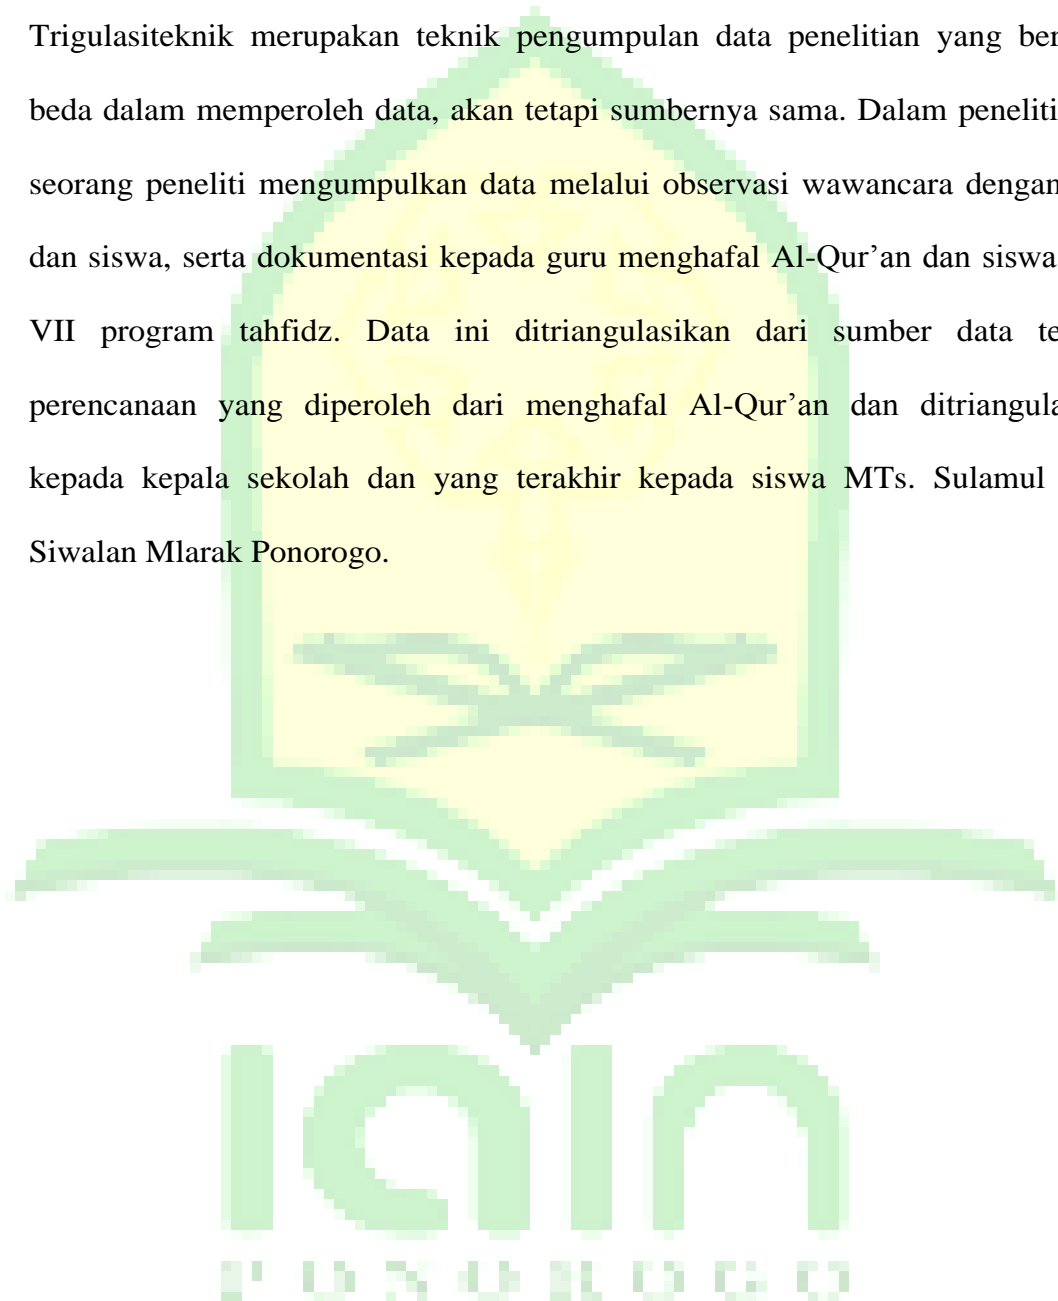 Trigulasiteknik merupakan teknik pengumpulan data penelitian yang ber
beda dalam memperoleh data, akan tetapi sumbernya sama. Dalam peneliti
seorang peneliti mengumpulkan data melalui observasi wawancara dengan
dan siswa, serta dokumentasi kepada guru menghafal Al-Qur’an dan siswa
VII program tahfidz. Data ini ditriangulasikan dari sumber data te
perencanaan yang diperoleh dari menghafal Al-Qur’an dan ditriangula
kepada kepala sekolah dan yang terakhir kepada siswa MTs. Sulamul
Siwalan Mlarak Ponorogo.
iain
PONOROGO